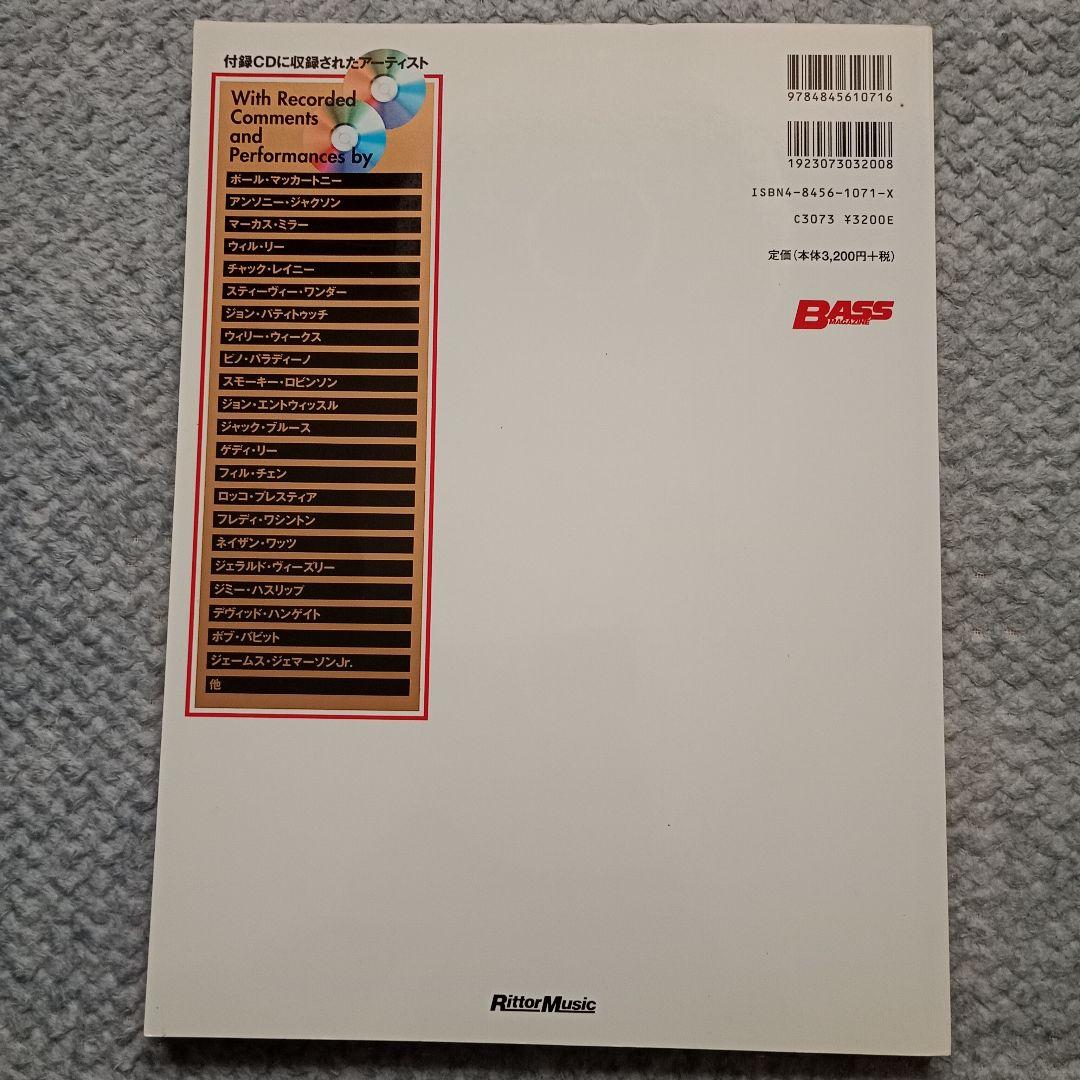 付録CDに収録されたアーティスト
With Recorded
Comments
and
Performances by
ポール・マッカートニー
アンソニー・ジャクソン
マーカス・ミラー
ウィル・リー
チャック・レイニー
スティーヴィー・ワンダー
ジョン・パティトゥッチ
ウィリー・ウィークス
ピノ・パラディーノ
スモーキー・ロビンソン
ジョン・エントウィッスル
ジャック・ブルース
ゲディ・リー
フィル・チェン
ロッコ・プレスティア
フレディ・ワシントン
ネイザン・ワッツ
ジェラルド・ヴィーズリー
ジミー・ハスリップ
デヴィッド・ハンゲイト
ボブ・バビット
ジェームス・ジェマーソンJr.
他
9784845610716
1923073032008
ISBN4-8456-1071-X
C3073 ¥3200E
定価(本体3,200円+税)
BASS
MAGAZINE
RittorMusic